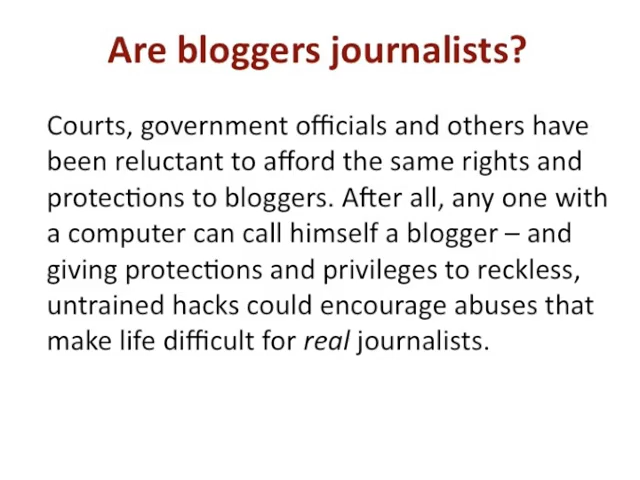 Are bloggers journalists?
Courts, government officials and others have
been reluctant to afford the same rights and
protections to bloggers. After all, any one with
a computer can call himself a blogger – and
giving protections and privileges to reckless,
untrained hacks could encourage abuses that
make life difficult for real journalists.